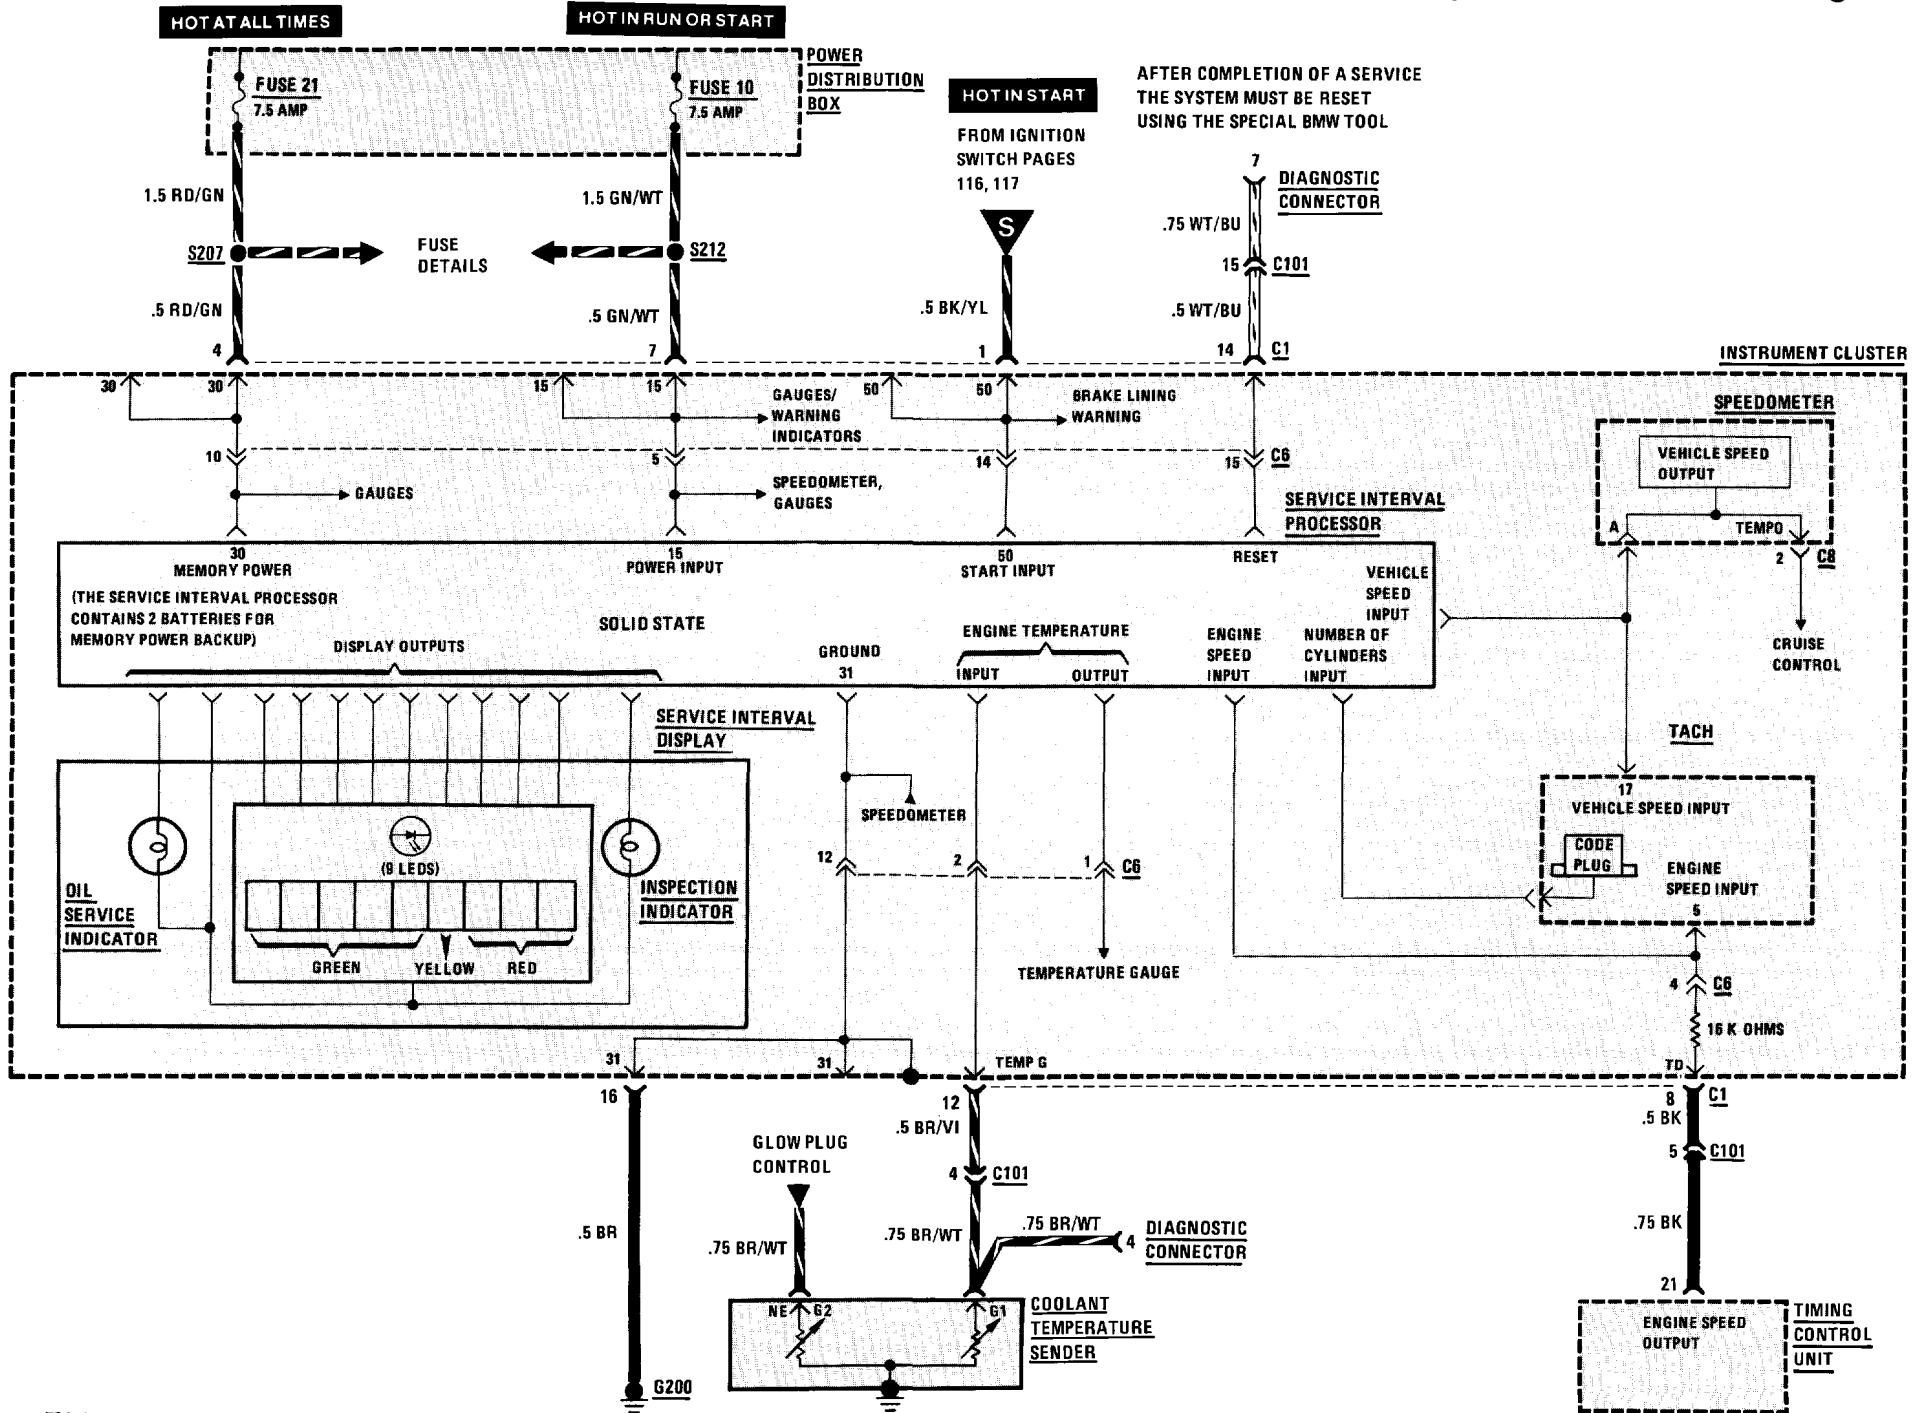 HOT AT ALL TIMES
HOT IN RUN OR START
POWER
DISTRIBUTION
BOX
FUSE 21
7.5 AMP
FUSE 10
7.5 AMP
HOT IN START
FROM IGNITION
SWITCH PAGES
116, 117
S
AFTER COMPLETION OF A SERVICE
THE SYSTEM MUST BE RESET
USING THE SPECIAL BMW TOOL
7
DIAGNOSTIC
CONNECTOR
1.5 RD/GN
1.5 GN/WT
.75 WT/BU
S207
FUSE
DETAILS
S212
15
C101
.5 RD/GN
.5 GN/WT
.5 BK/YL
.5 WT/BU
4
7
1
14
C1
INSTRUMENT CLUSTER
30
30
15
15
50
50
GAUGES/
WARNING
INDICATORS
BRAKE LINING
WARNING
SPEEDOMETER
VEHICLE SPEED
OUTPUT
A
TEMPO
2
C8
CRUISE
CONTROL
10
5
14
15
C6
GAUGES
SPEEDOMETER,
GAUGES
SERVICE INTERVAL
PROCESSOR
30
MEMORY POWER
15
POWER INPUT
50
START INPUT
RESET
VEHICLE
SPEED
INPUT
(THE SERVICE INTERVAL PROCESSOR
CONTAINS 2 BATTERIES FOR
MEMORY POWER BACKUP)
SOLID STATE
DISPLAY OUTPUTS
GROUND
31
ENGINE TEMPERATURE
INPUT
OUTPUT
ENGINE
SPEED
INPUT
NUMBER OF
CYLINDERS
INPUT
SERVICE INTERVAL
DISPLAY
TACH
17
VEHICLE SPEED INPUT
CODE
PLUG
ENGINE
SPEED INPUT
5
SPEEDOMETER
(9 LEDS)
OIL
SERVICE
INDICATOR
INSPECTION
INDICATOR
GREEN
YELLOW
RED
12
2
1
C6
TEMPERATURE GAUGE
4
C6
16 K OHMS
31
31
TEMP G
TD
16
12
.5 BR/VI
8
C1
.5 BK
GLOW PLUG
CONTROL
4
C101
5
C101
.5 BR
.75 BR/WT
.75 BR/WT
.75 BR/WT
4
DIAGNOSTIC
CONNECTOR
.75 BK
21
NE
G2
G1
COOLANT
TEMPERATURE
SENDER
G200
ENGINE SPEED
OUTPUT
TIMING
CONTROL
UNIT